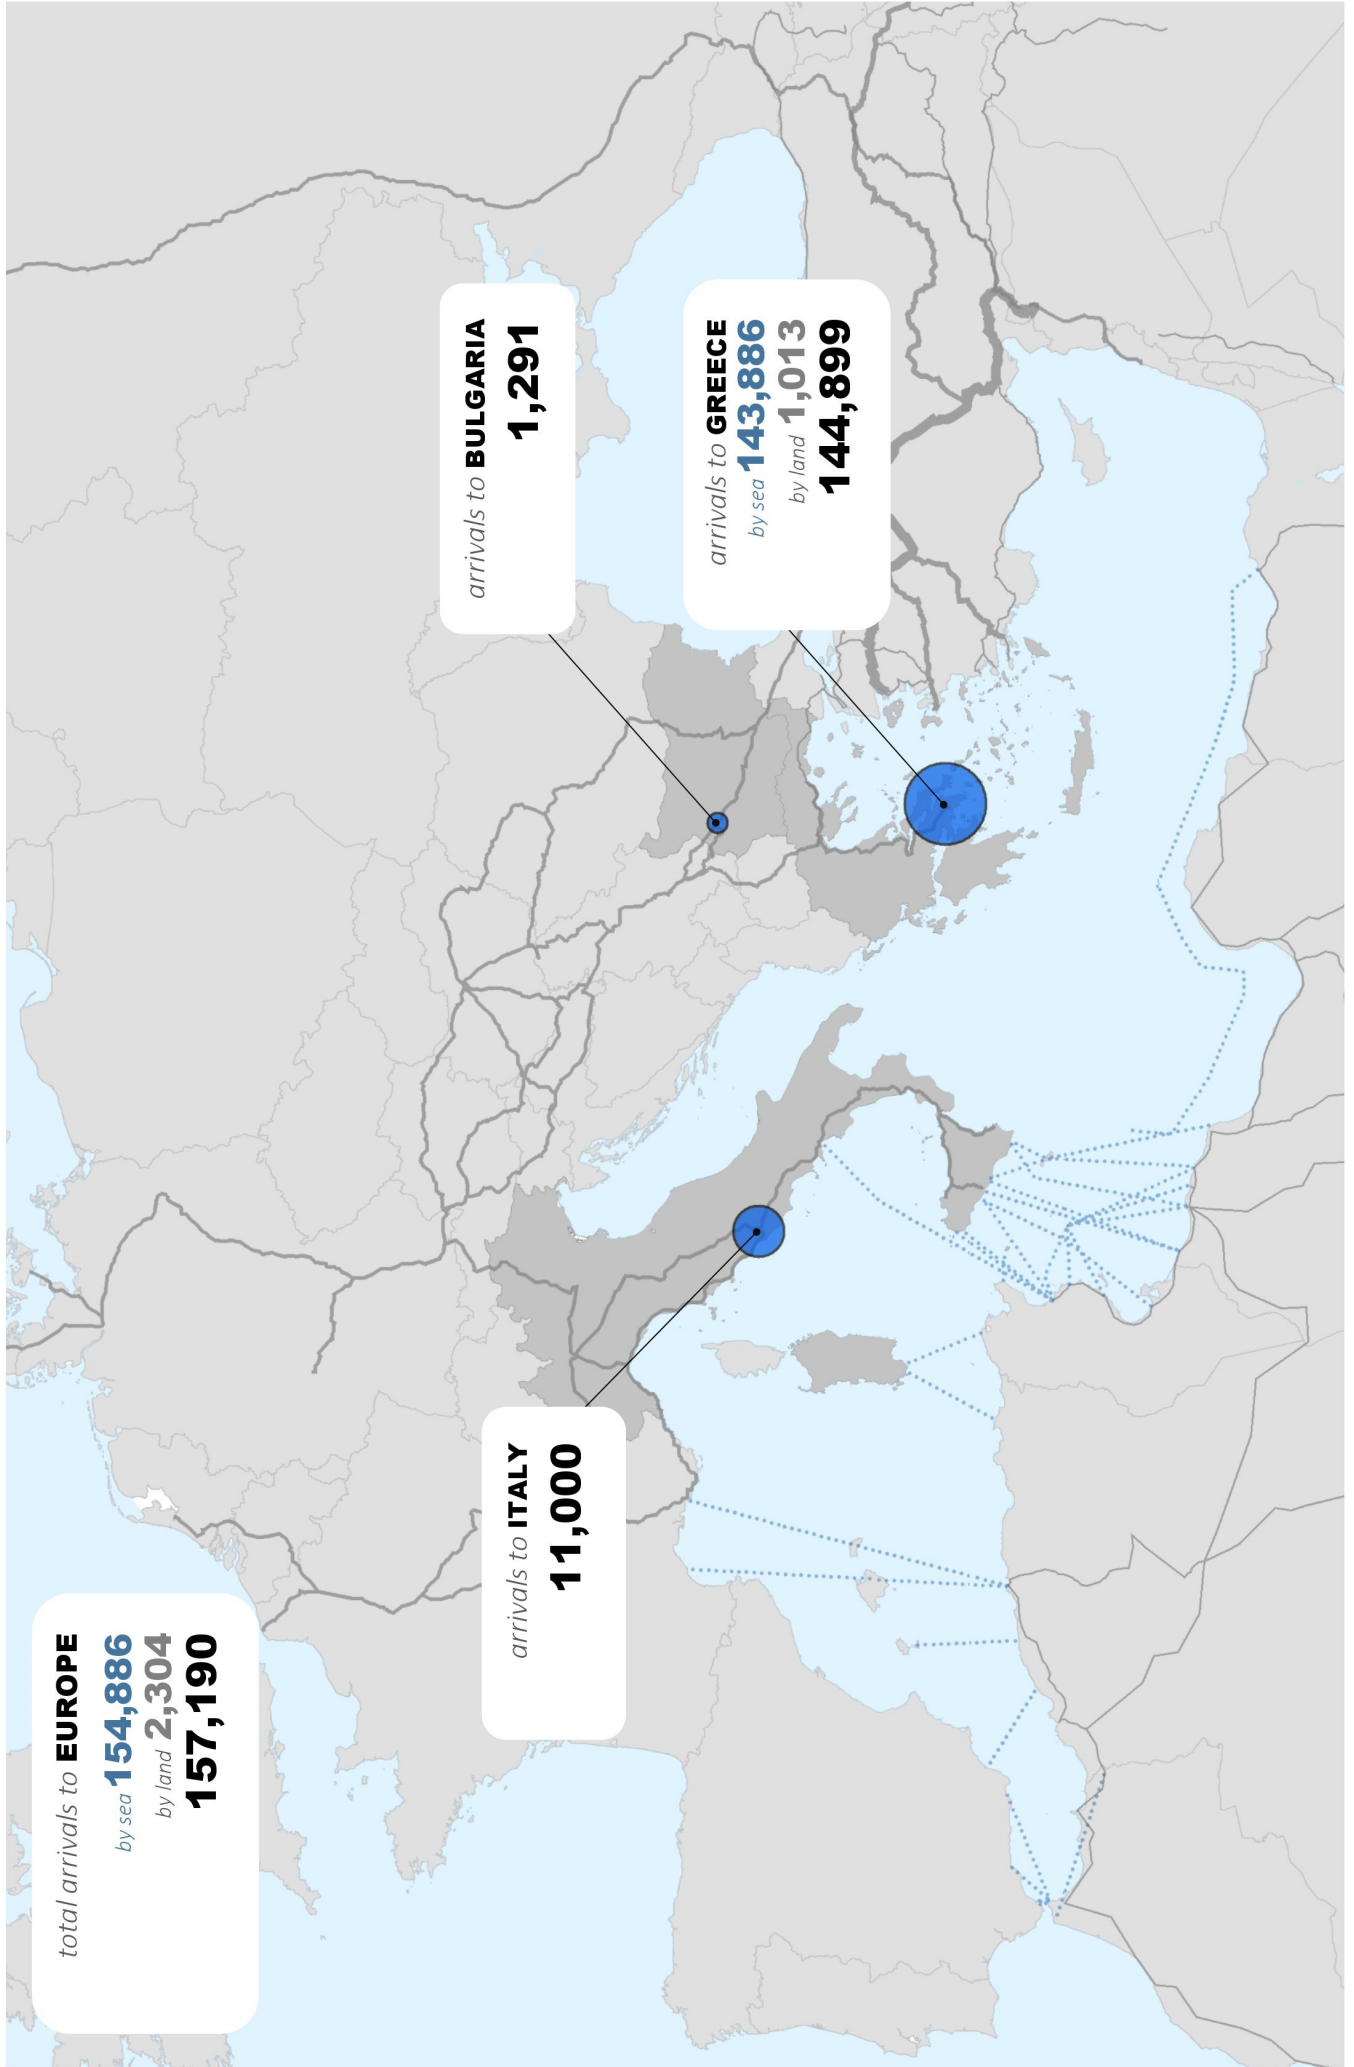 total arrivals to EUROPE
by sea 154,886
by land 2,304
157,190
arrivals to ITALY
11,000
arrivals to BULGARIA
1,291
arrivals to GREECE
by sea 143,886
by land 1,013
144,899